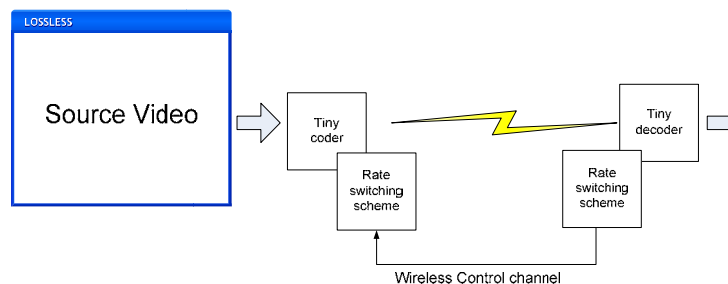 LOSSLESS
Source Video
Tiny
coder
Rate
switching
scheme
Tiny
decoder
Rate
switching
scheme
Wireless Control channel